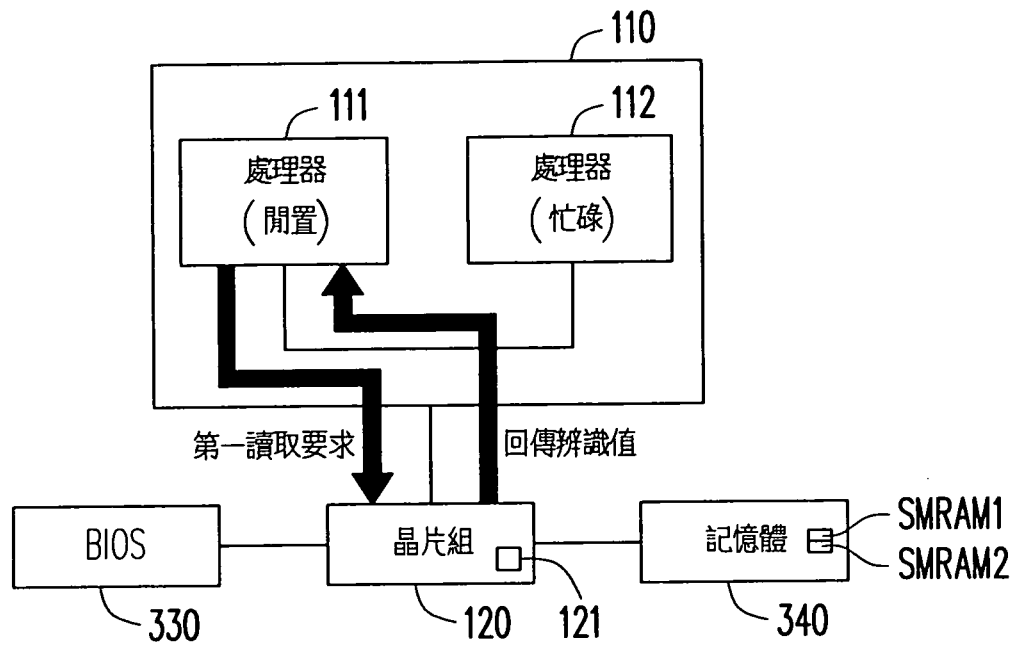 110
111
112
處理器
(閒置)
處理器
(忙碌)
第一讀取要求
回傳辨識值
BIOS
晶片組
記憶體
SMRAM1
SMRAM2
330
120
121
340